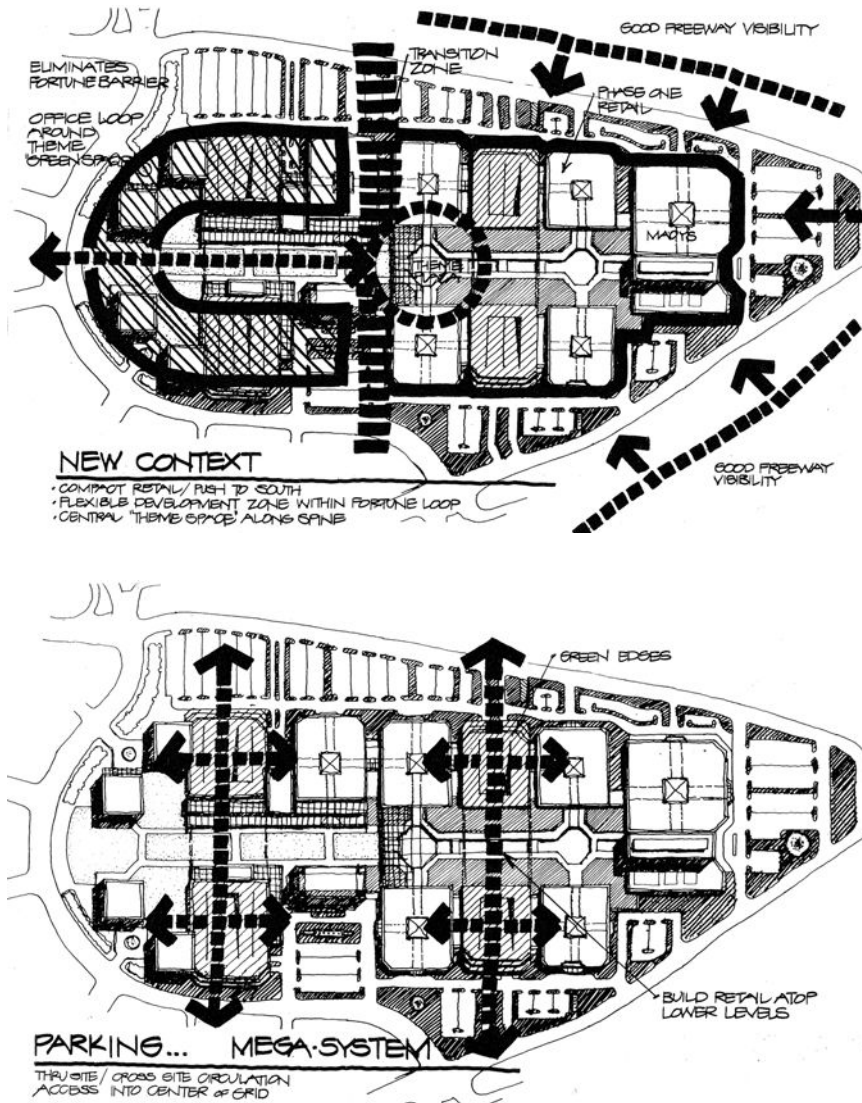 GOOD FREEWAY VISIBILITY
ELIMINATES
FORTUNE BARRIER
TRANSITION
ZONE
PHASE ONE
RETAIL
OFFICE LOOP
AROUND
THEME
'GREENSPACE'
MACYS
THEME
NEW CONTEXT
• COMPACT RETAIL / PUSH TO SOUTH
• FLEXIBLE DEVELOPMENT ZONE WITHIN FORTUNE LOOP
• CENTRAL "THEME SPACE" ALONG SPINE
GOOD FREEWAY
VISIBILITY
GREEN EDGES
BUILD RETAIL ATOP
LOWER LEVELS
PARKING... MEGA-SYSTEM
THRU SITE / CROSS SITE CIRCULATION
ACCESS INTO CENTER OF GRID